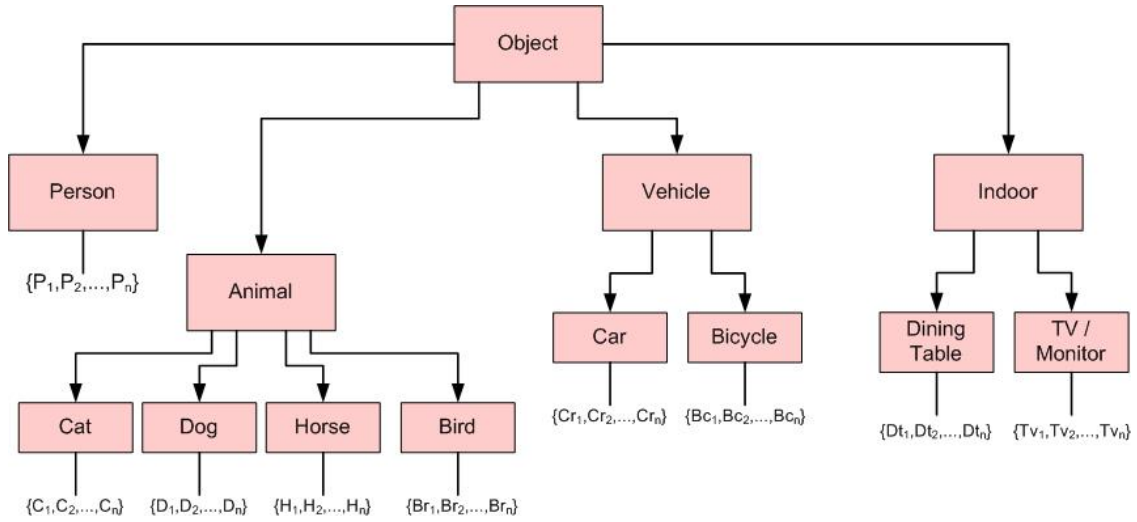 Object
Person
Vehicle
Indoor
{P₁,P₂,...,Pₙ}
Animal
Car
Bicycle
Dining
Table
TV /
Monitor
Cat
Dog
Horse
Bird
{Cr₁,Cr₂,...,Crₙ}
{Bc₁,Bc₂,...,Bcₙ}
{Dt₁,Dt₂,...,Dtₙ}
{Tv₁,Tv₂,...,Tvₙ}
{C₁,C₂,...,Cₙ}
{D₁,D₂,...,Dₙ}
{H₁,H₂,...,Hₙ}
{Br₁,Br₂,...,Brₙ}